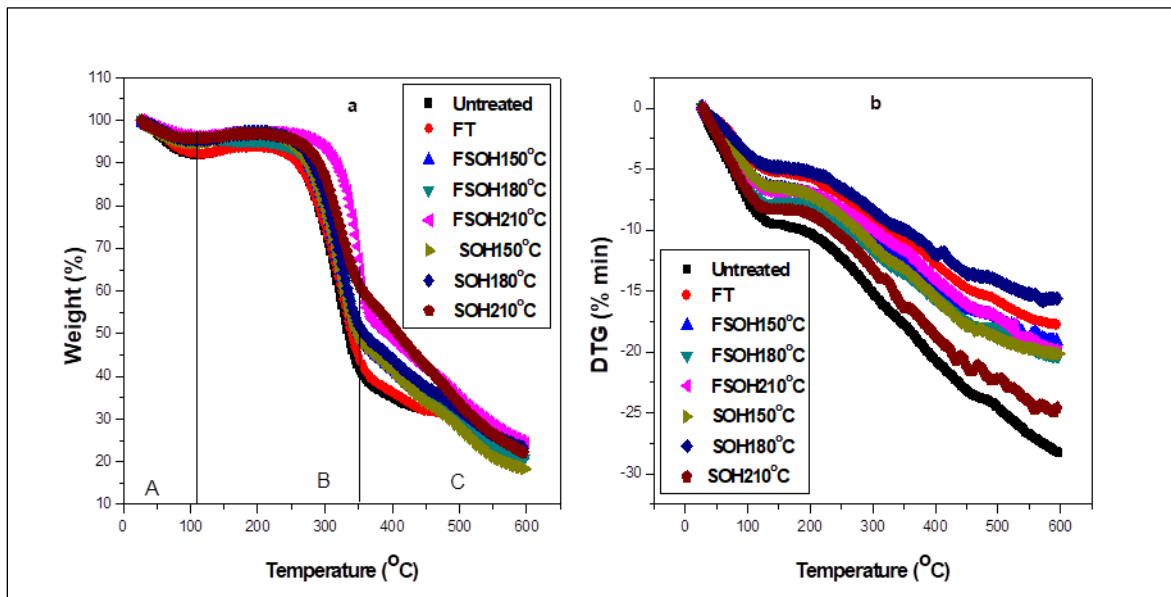 a
Untreated
FT
FSOH150°C
FSOH180°C
FSOH210°C
SOH150°C
SOH180°C
SOH210°C
110
100
90
80
70
60
50
40
30
20
10
Weight (%)
A
B
C
0
100
200
300
400
500
600
Temperature (°C)
b
0
-5
-10
-15
-20
-25
-30
DTG (% min)
Untreated
FT
FSOH150°C
FSOH180°C
FSOH210°C
SOH150°C
SOH180°C
SOH210°C
0
100
200
300
400
500
600
Temperature (°C)